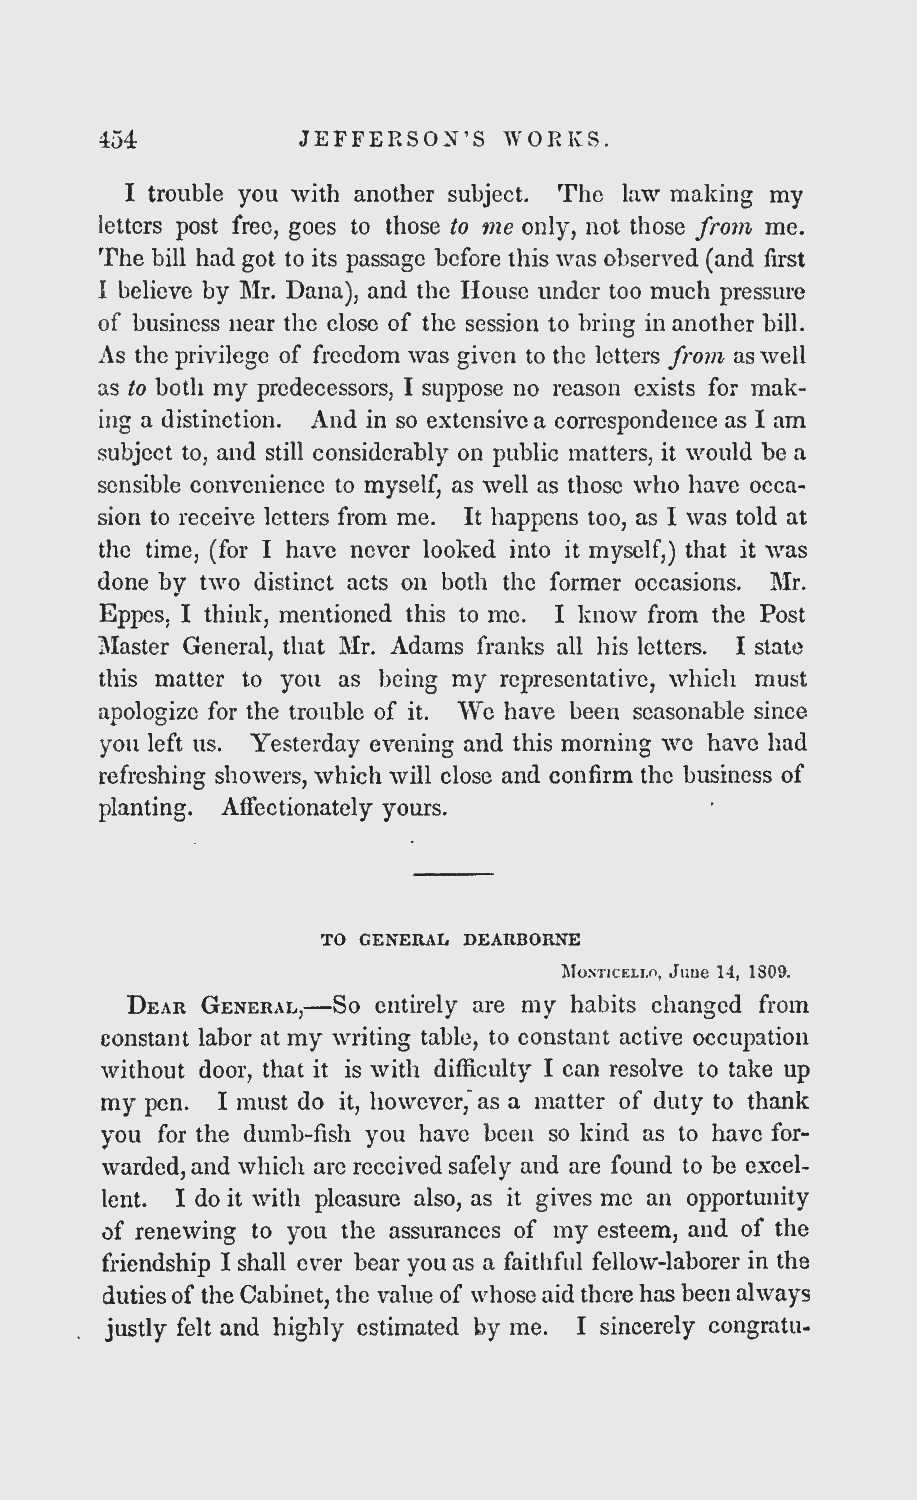 454 JEFFERSON'S WORKS.
I trouble you with another subject. The law making my
letters post free, goes to those to me only, not those from me.
The bill had got to its passage before this was observed (and first
I believe by Mr. Dana), and the House under too much pressure
of business near the close of the session to bring in another bill.
As the privilege of freedom was given to the letters from as well
as to both my predecessors, I suppose no reason exists for mak-
ing a distinction. And in so extensive a correspondence as I am
subject to, and still considerably on public matters, it would be a
sensible convenience to myself, as well as those who have occa-
sion to receive letters from me. It happens too, as I was told at
the time, (for I have never looked into it myself,) that it was
done by two distinct acts on both the former occasions. Mr.
Eppes, I think, mentioned this to me. I know from the Post
Master General, that Mr. Adams franks all his letters. I state
this matter to you as being my representative, which must
apologize for the trouble of it. We have been seasonable since
you left us. Yesterday evening and this morning we have had
refreshing showers, which will close and confirm the business of
planting. Affectionately yours.
TO GENERAL DEARBORNE
MONTICELLO, June 14, 1809.
DEAR GENERAL,—So entirely are my habits changed from
constant labor at my writing table, to constant active occupation
without door, that it is with difficulty I can resolve to take up
my pen. I must do it, however, as a matter of duty to thank
you for the dumb-fish you have been so kind as to have for-
warded, and which are received safely and are found to be excel-
lent. I do it with pleasure also, as it gives me an opportunity
of renewing to you the assurances of my esteem, and of the
friendship I shall ever bear you as a faithful fellow-laborer in the
duties of the Cabinet, the value of whose aid there has been always
justly felt and highly estimated by me. I sincerely congratu-